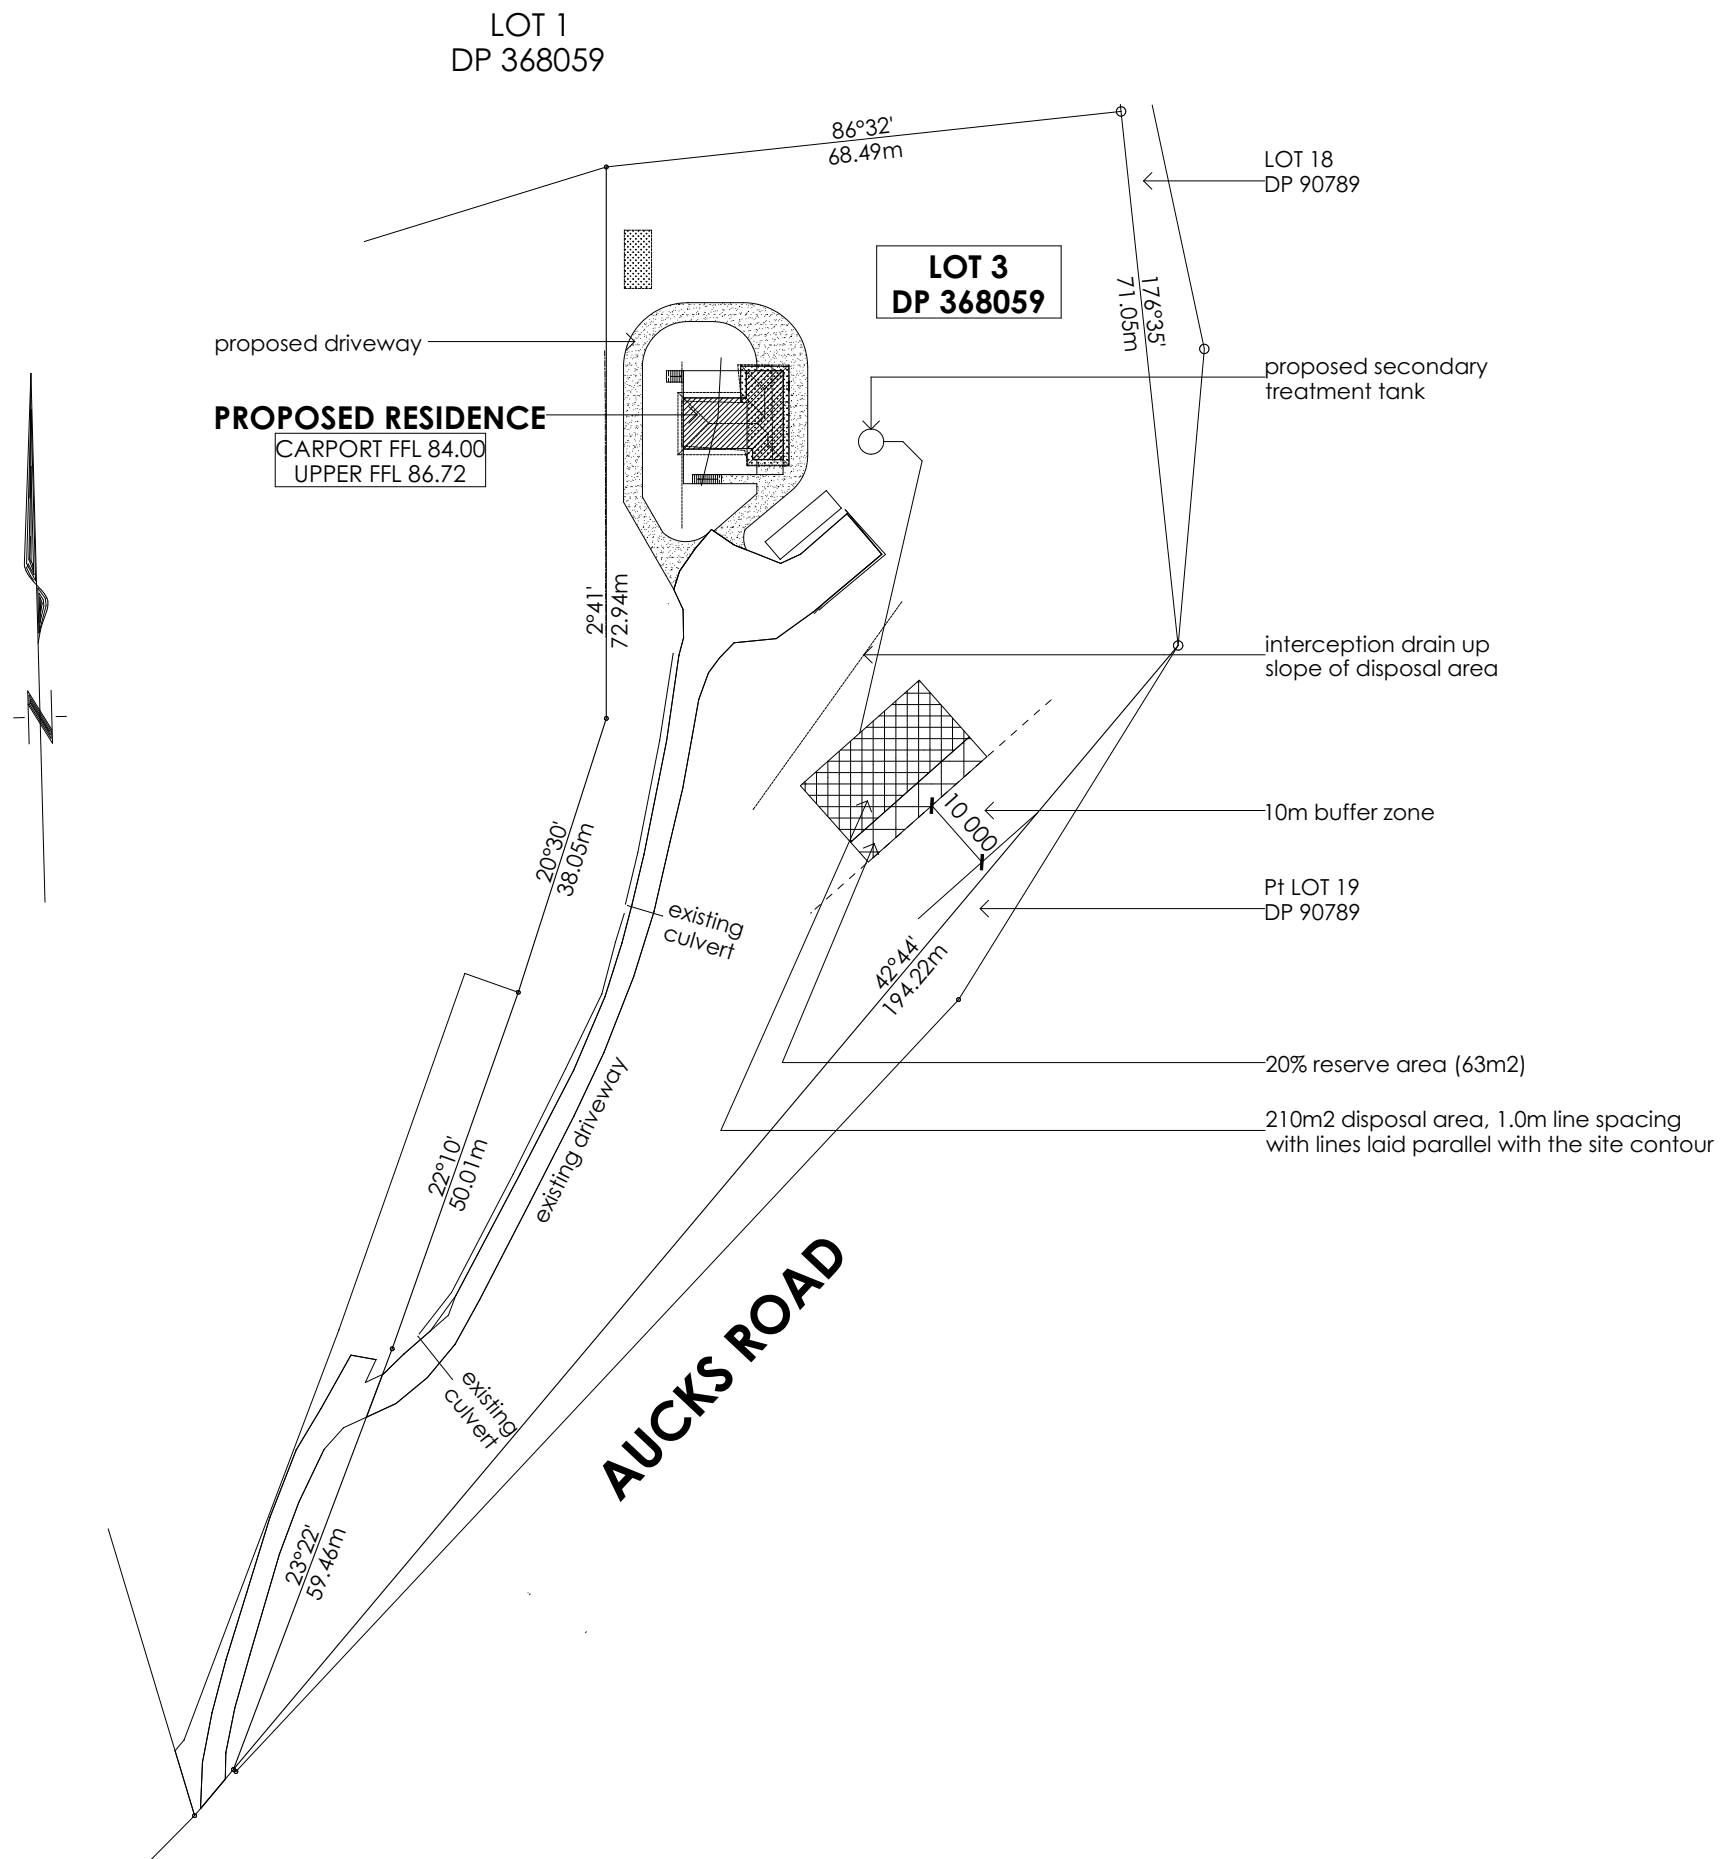 LOT 1
DP 368059
86°32'
68.49m
LOT 18
DP 90789
LOT 3
DP 368059
176°35'
71.05m
proposed driveway
proposed secondary
treatment tank
PROPOSED RESIDENCE
CARPORT FFL 84.00
UPPER FFL 86.72
2°41'
72.94m
interception drain up
slope of disposal area
N
10 000
10m buffer zone
20°30'
38.05m
Pt LOT 19
DP 90789
existing
culvert
42°44'
194.22m
20% reserve area (63m2)
210m2 disposal area, 1.0m line spacing
with lines laid parallel with the site contour
existing driveway
22°10'
50.01m
AUCKS ROAD
existing
culvert
23°22'
59.46m